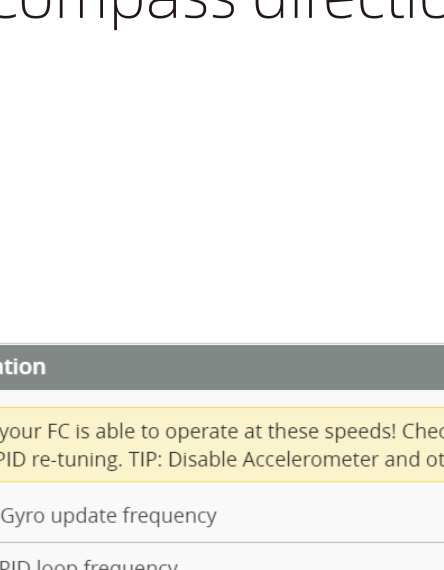 compass directio
ation
your FC is able to operate at these speeds! Chec
PID re-tuning. TIP: Disable Accelerometer and ot
Gyro update frequency
PID loop frequency